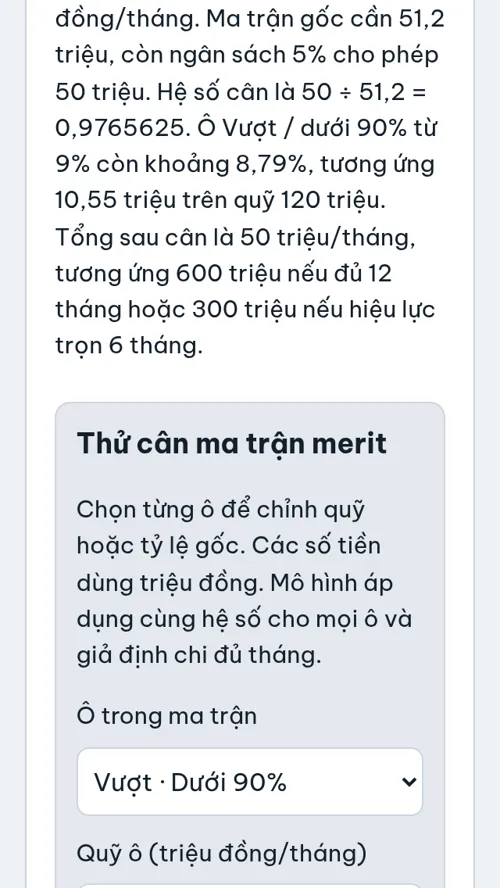 đồng/tháng. Ma trận gốc cần 51,2
triệu, còn ngân sách 5% cho phép
50 triệu. Hệ số cân là 50 ÷ 51,2 =
0,9765625. Ô Vượt / dưới 90% từ
9% còn khoảng 8,79%, tương ứng
10,55 triệu trên quỹ 120 triệu.
Tổng sau cân là 50 triệu/tháng,
tương ứng 600 triệu nếu đủ 12
tháng hoặc 300 triệu nếu hiệu lực
trọn 6 tháng.
Thử cân ma trận merit
Chọn từng ô để chỉnh quỹ
hoặc tỷ lệ gốc. Các số tiền
dùng triệu đồng. Mô hình áp
dụng cùng hệ số cho mọi ô và
giả định chi đủ tháng.
Ô trong ma trận
Vượt · Dưới 90%
Quỹ ô (triệu đồng/tháng)